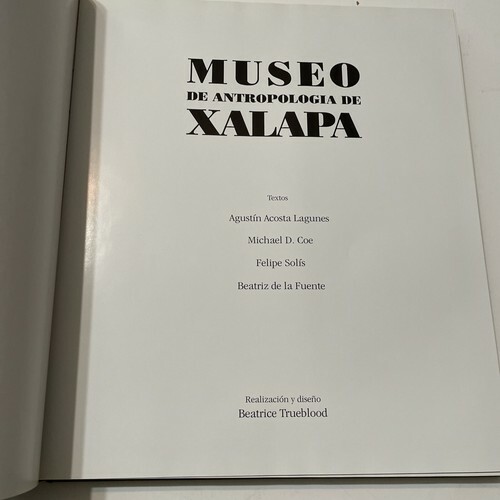 MUSEO
DE ANTROPOLOGIA DE
XALAPA
Textos
Agustín Acosta Lagunes
Michael D. Coe
Felipe Solís
Beatriz de la Fuente
Realización y diseño
Beatrice Trueblood